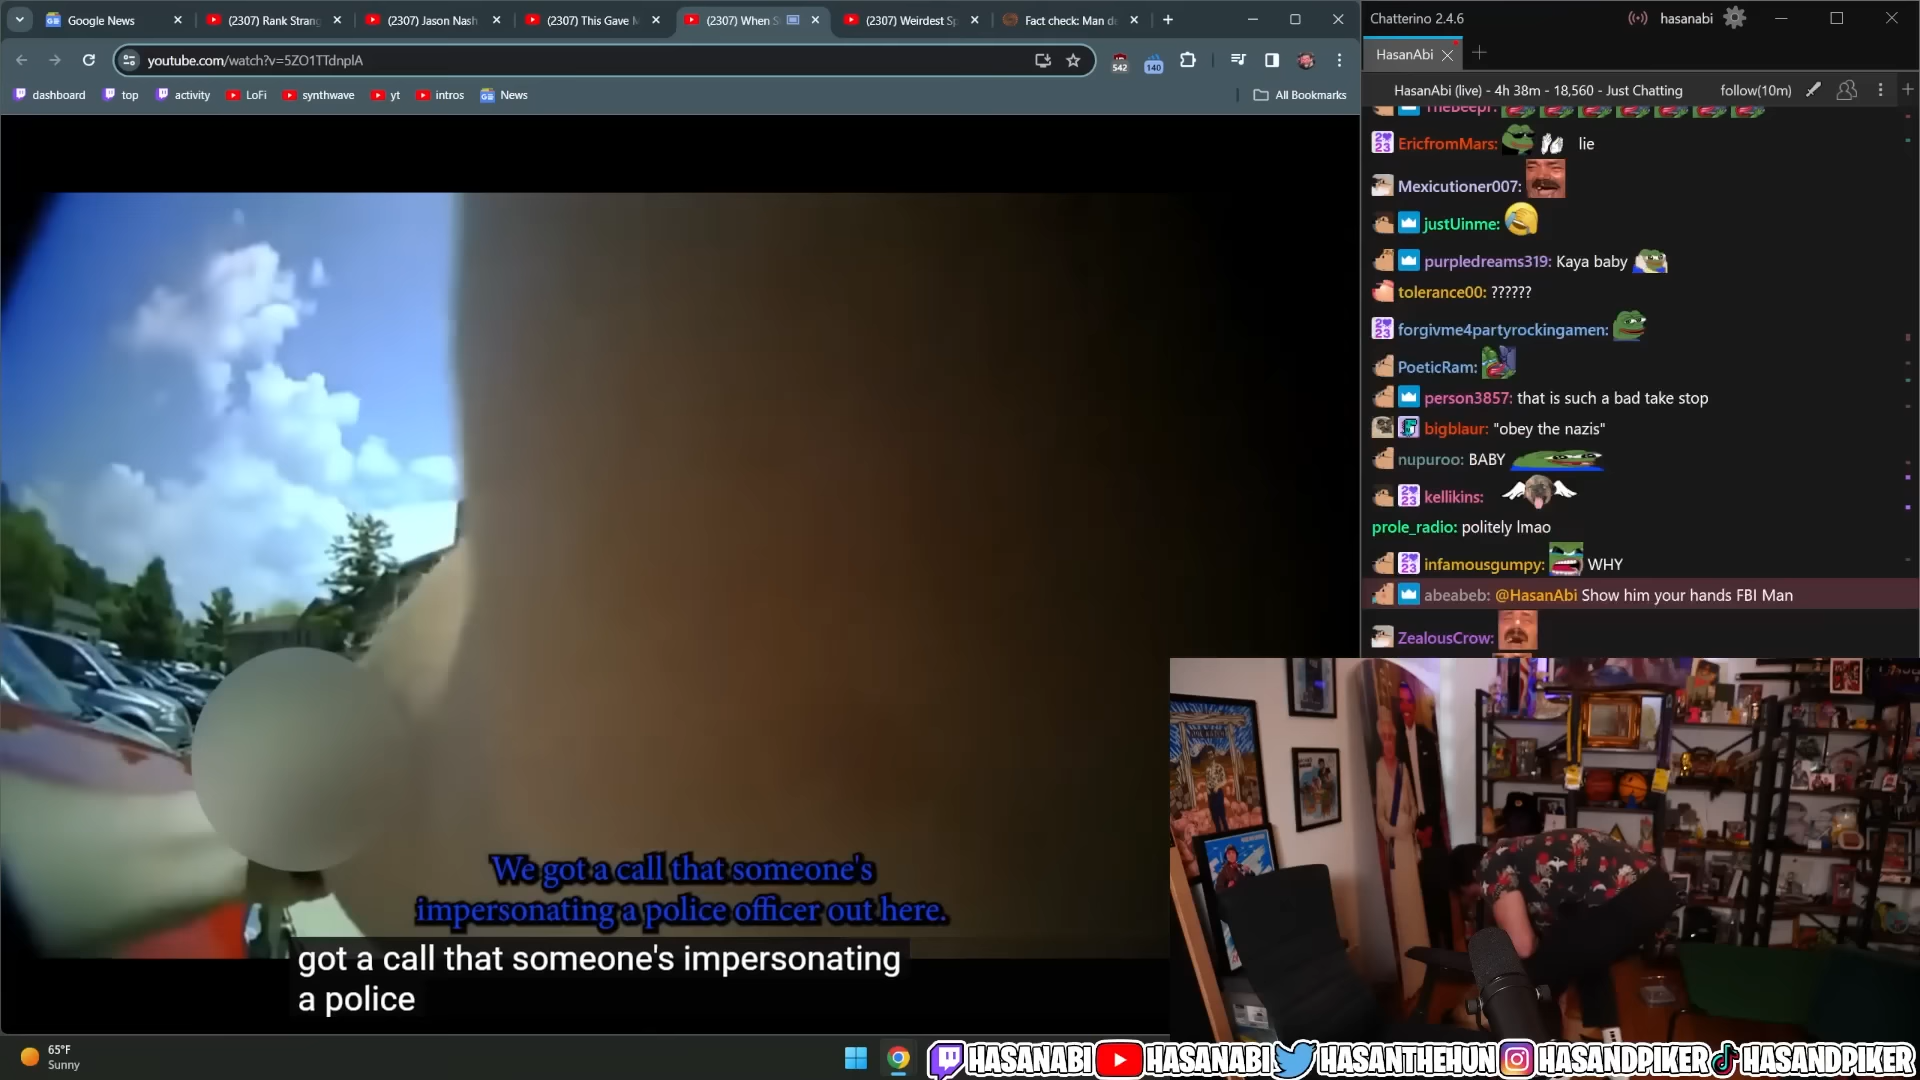 Google News
(2307) Rank Strang
(2307) Jason Nash
(2307) This Gave M
(2307) When S
(2307) Weirdest Sp
Fact check: Man de
youtube.com/watch?v=5ZO1TTdnplA
542
140
dashboard
top
activity
LoFi
synthwave
yt
intros
News
All Bookmarks
We got a call that someone's
impersonating a police officer out here.
got a call that someone's impersonating
a police
65°F
Sunny
Chatterino 2.4.6
hasanabi
HasanAbi
HasanAbi (live) - 4h 38m - 18,560 - Just Chatting
follow(10m)
TheBeepr:
EricfromMars: lie
Mexicutioner007:
justUinme:
purpledreams319: Kaya baby
tolerance00: ??????
forgivme4partyrockingamen:
PoeticRam:
person3857: that is such a bad take stop
bigblaur: "obey the nazis"
nupuroo: BABY
kellikins:
prole_radio: politely lmao
infamousgumpy: WHY
abeabeb: @HasanAbi Show him your hands FBI Man
ZealousCrow:
HASANABI HASANABI HASANTHEHUN HASANDPIKER HASANDPIKER